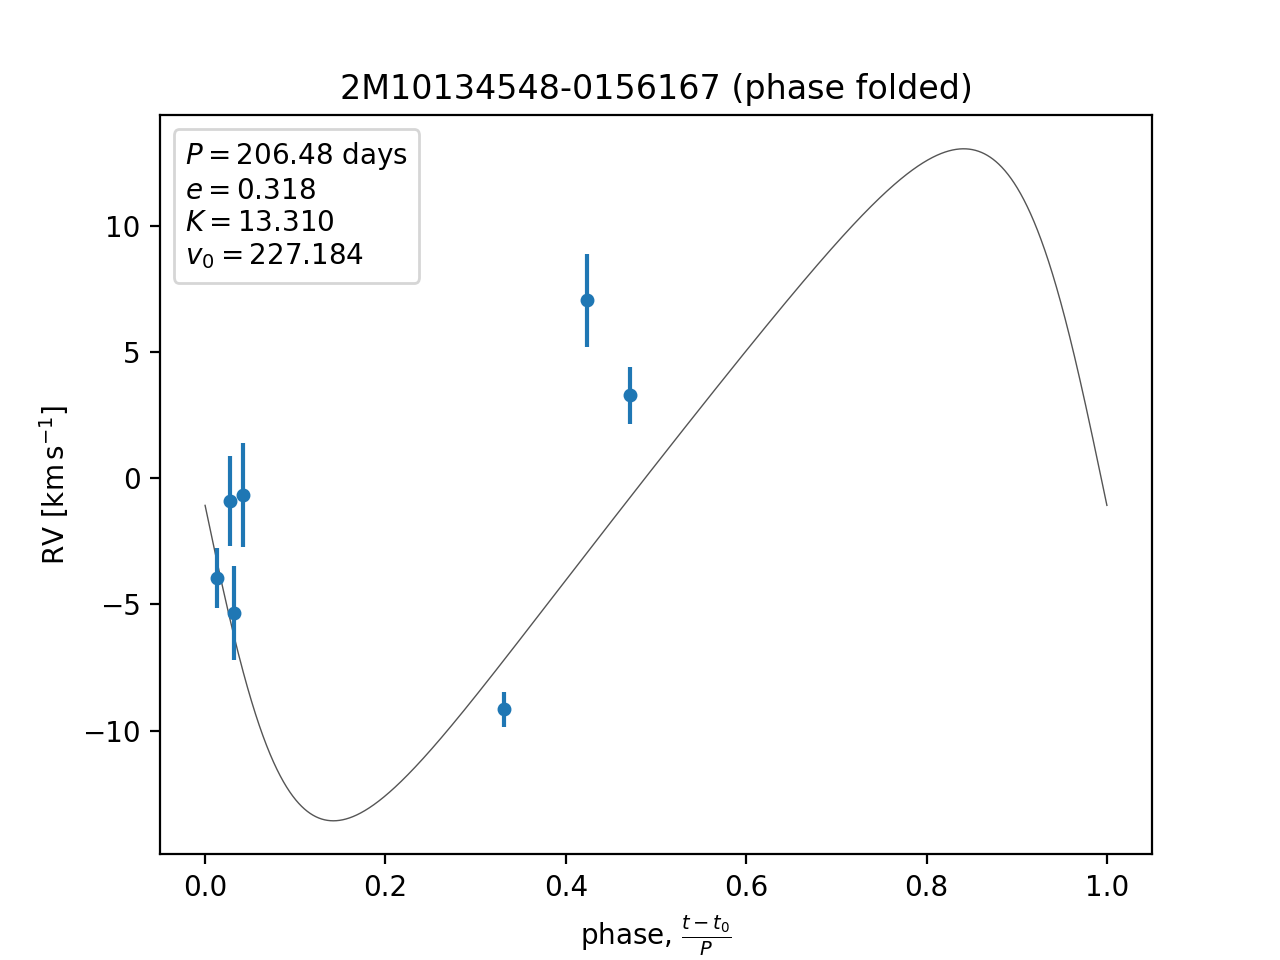 2M10134548-0156167 (phase folded)
P = 206.48 days
e = 0.318
K = 13.310
v₀ = 227.184
10
5
0
−5
−10
RV [km s⁻¹]
0.0 0.2 0.4 0.6 0.8 1.0
phase, (t − t₀)/P